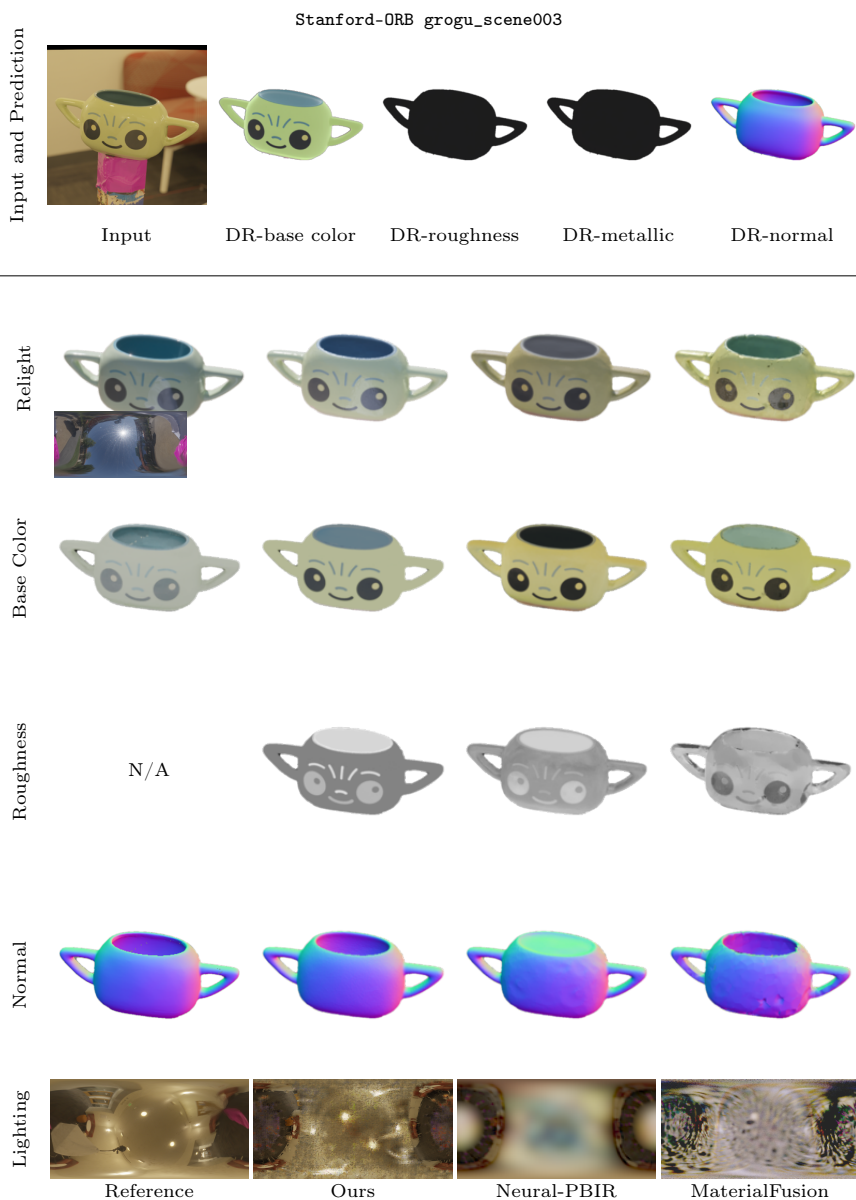 Stanford-ORB grogu_scene003
Input and Prediction
Input
DR-base color
DR-roughness
DR-metallic
DR-normal
Relight
Base Color
Roughness
N/A
Normal
Lighting
Reference
Ours
Neural-PBIR
MaterialFusion